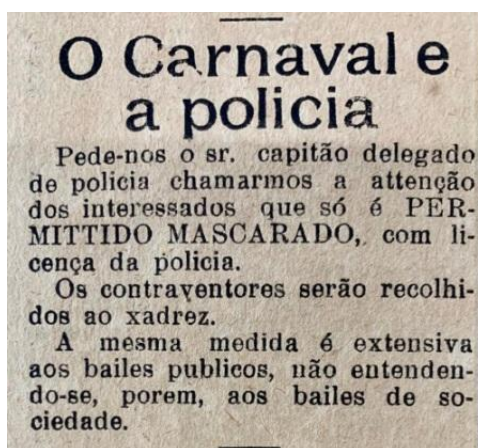 O Carnaval e
a policia
Pede-nos o sr. capitão delegado
de policia chamarmos a attenção
dos interessados que só é PER-
MITTIDO MASCARADO, com li-
cença da policia.
Os contraventores serão recolhi-
dos ao xadrez.
A mesma medida é extensiva
aos bailes publicos, não entenden-
do-se, porem, aos bailes de so-
ciedade.